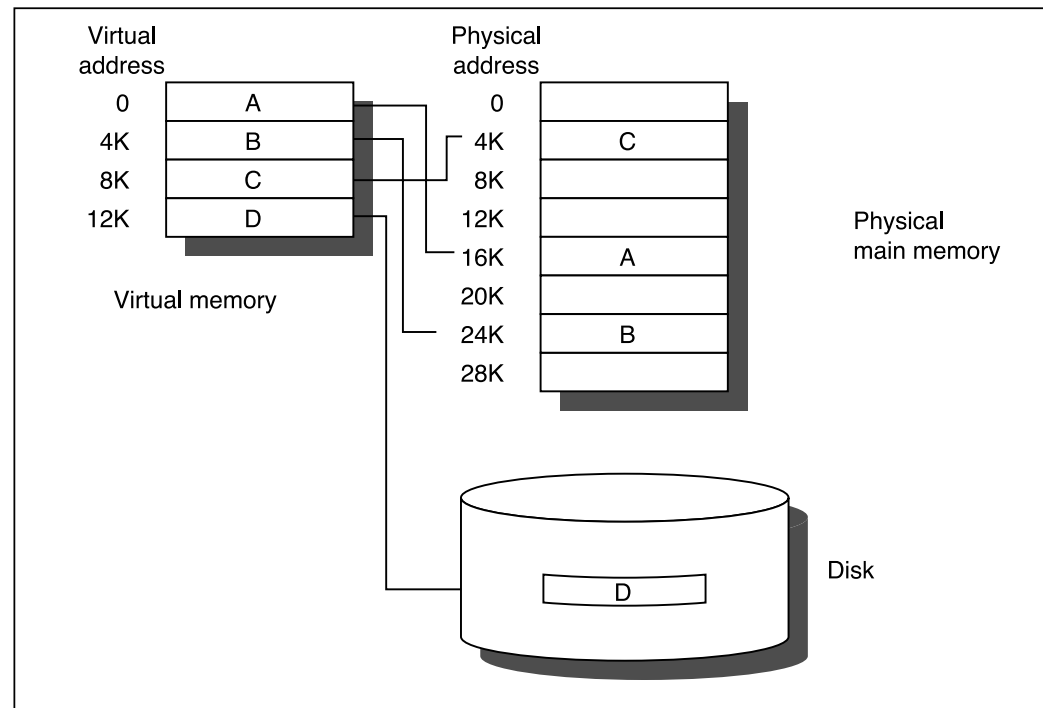 Virtual
address
0
A
4K
B
8K
C
12K
D
Virtual memory
Physical
address
0
4K
C
8K
12K
16K
A
20K
24K
B
28K
Physical
main memory
D
Disk